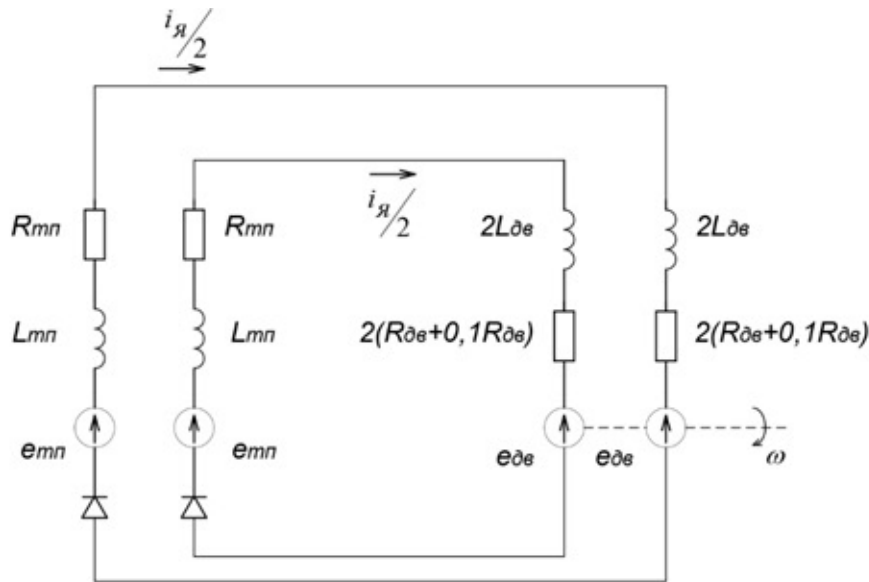 iЯ/2
iЯ/2
Rтп
Rтп
2Lдв
2Lдв
Lтп
Lтп
2(Rдв+0,1Rдв)
2(Rдв+0,1Rдв)
eтп
eтп
eдв
eдв
ω